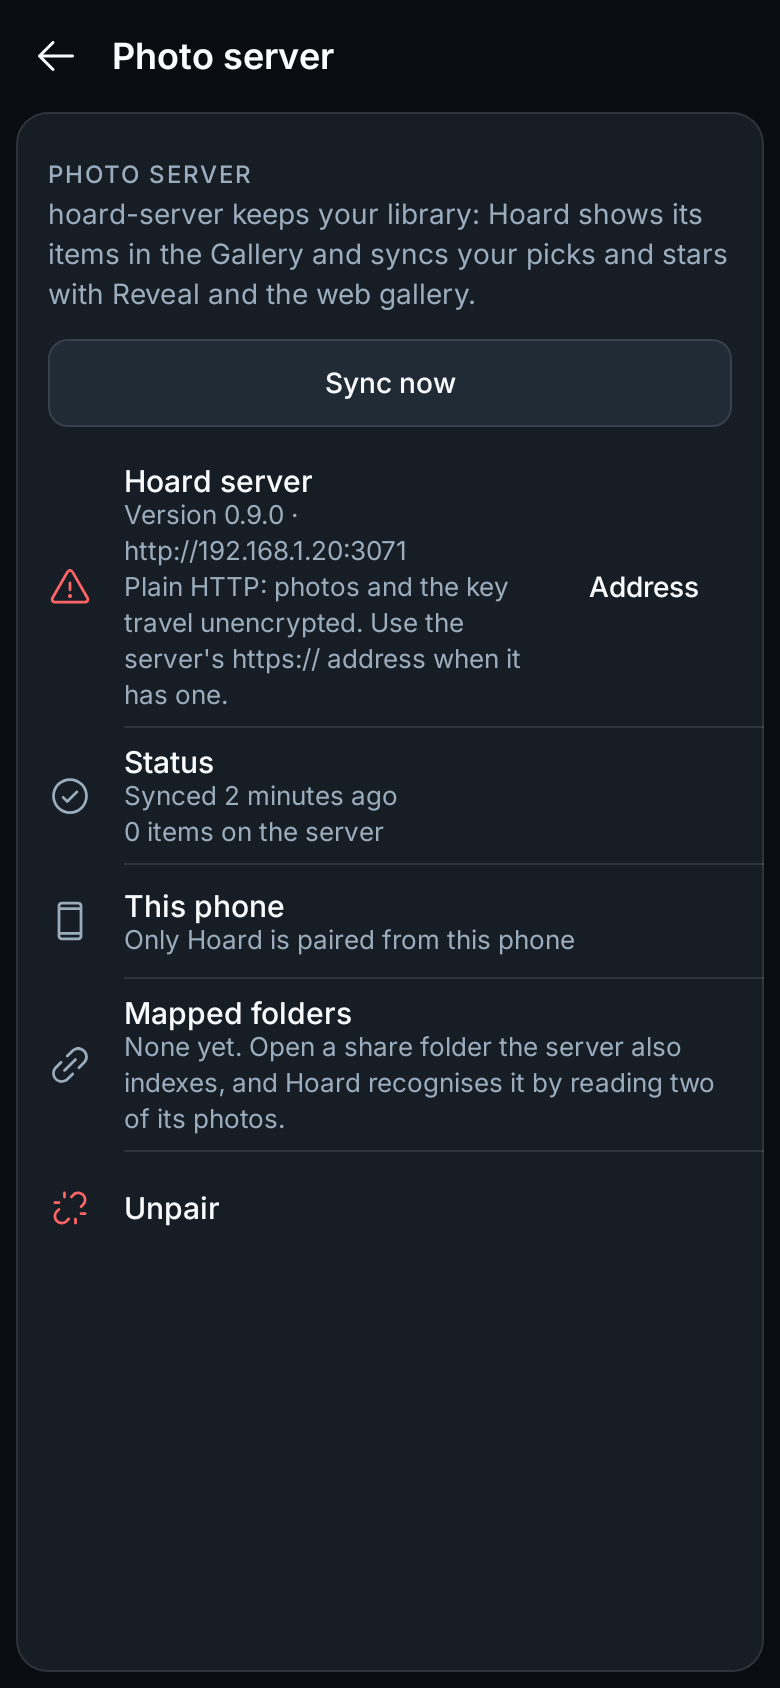 Photo server
PHOTO SERVER
hoard-server keeps your library: Hoard shows its
items in the Gallery and syncs your picks and stars
with Reveal and the web gallery.
Sync now
Hoard server
Version 0.9.0 ·
http://192.168.1.20:3071
Plain HTTP: photos and the key
travel unencrypted. Use the
server's https:// address when it
has one.
Address
Status
Synced 2 minutes ago
0 items on the server
This phone
Only Hoard is paired from this phone
Mapped folders
None yet. Open a share folder the server also
indexes, and Hoard recognises it by reading two
of its photos.
Unpair